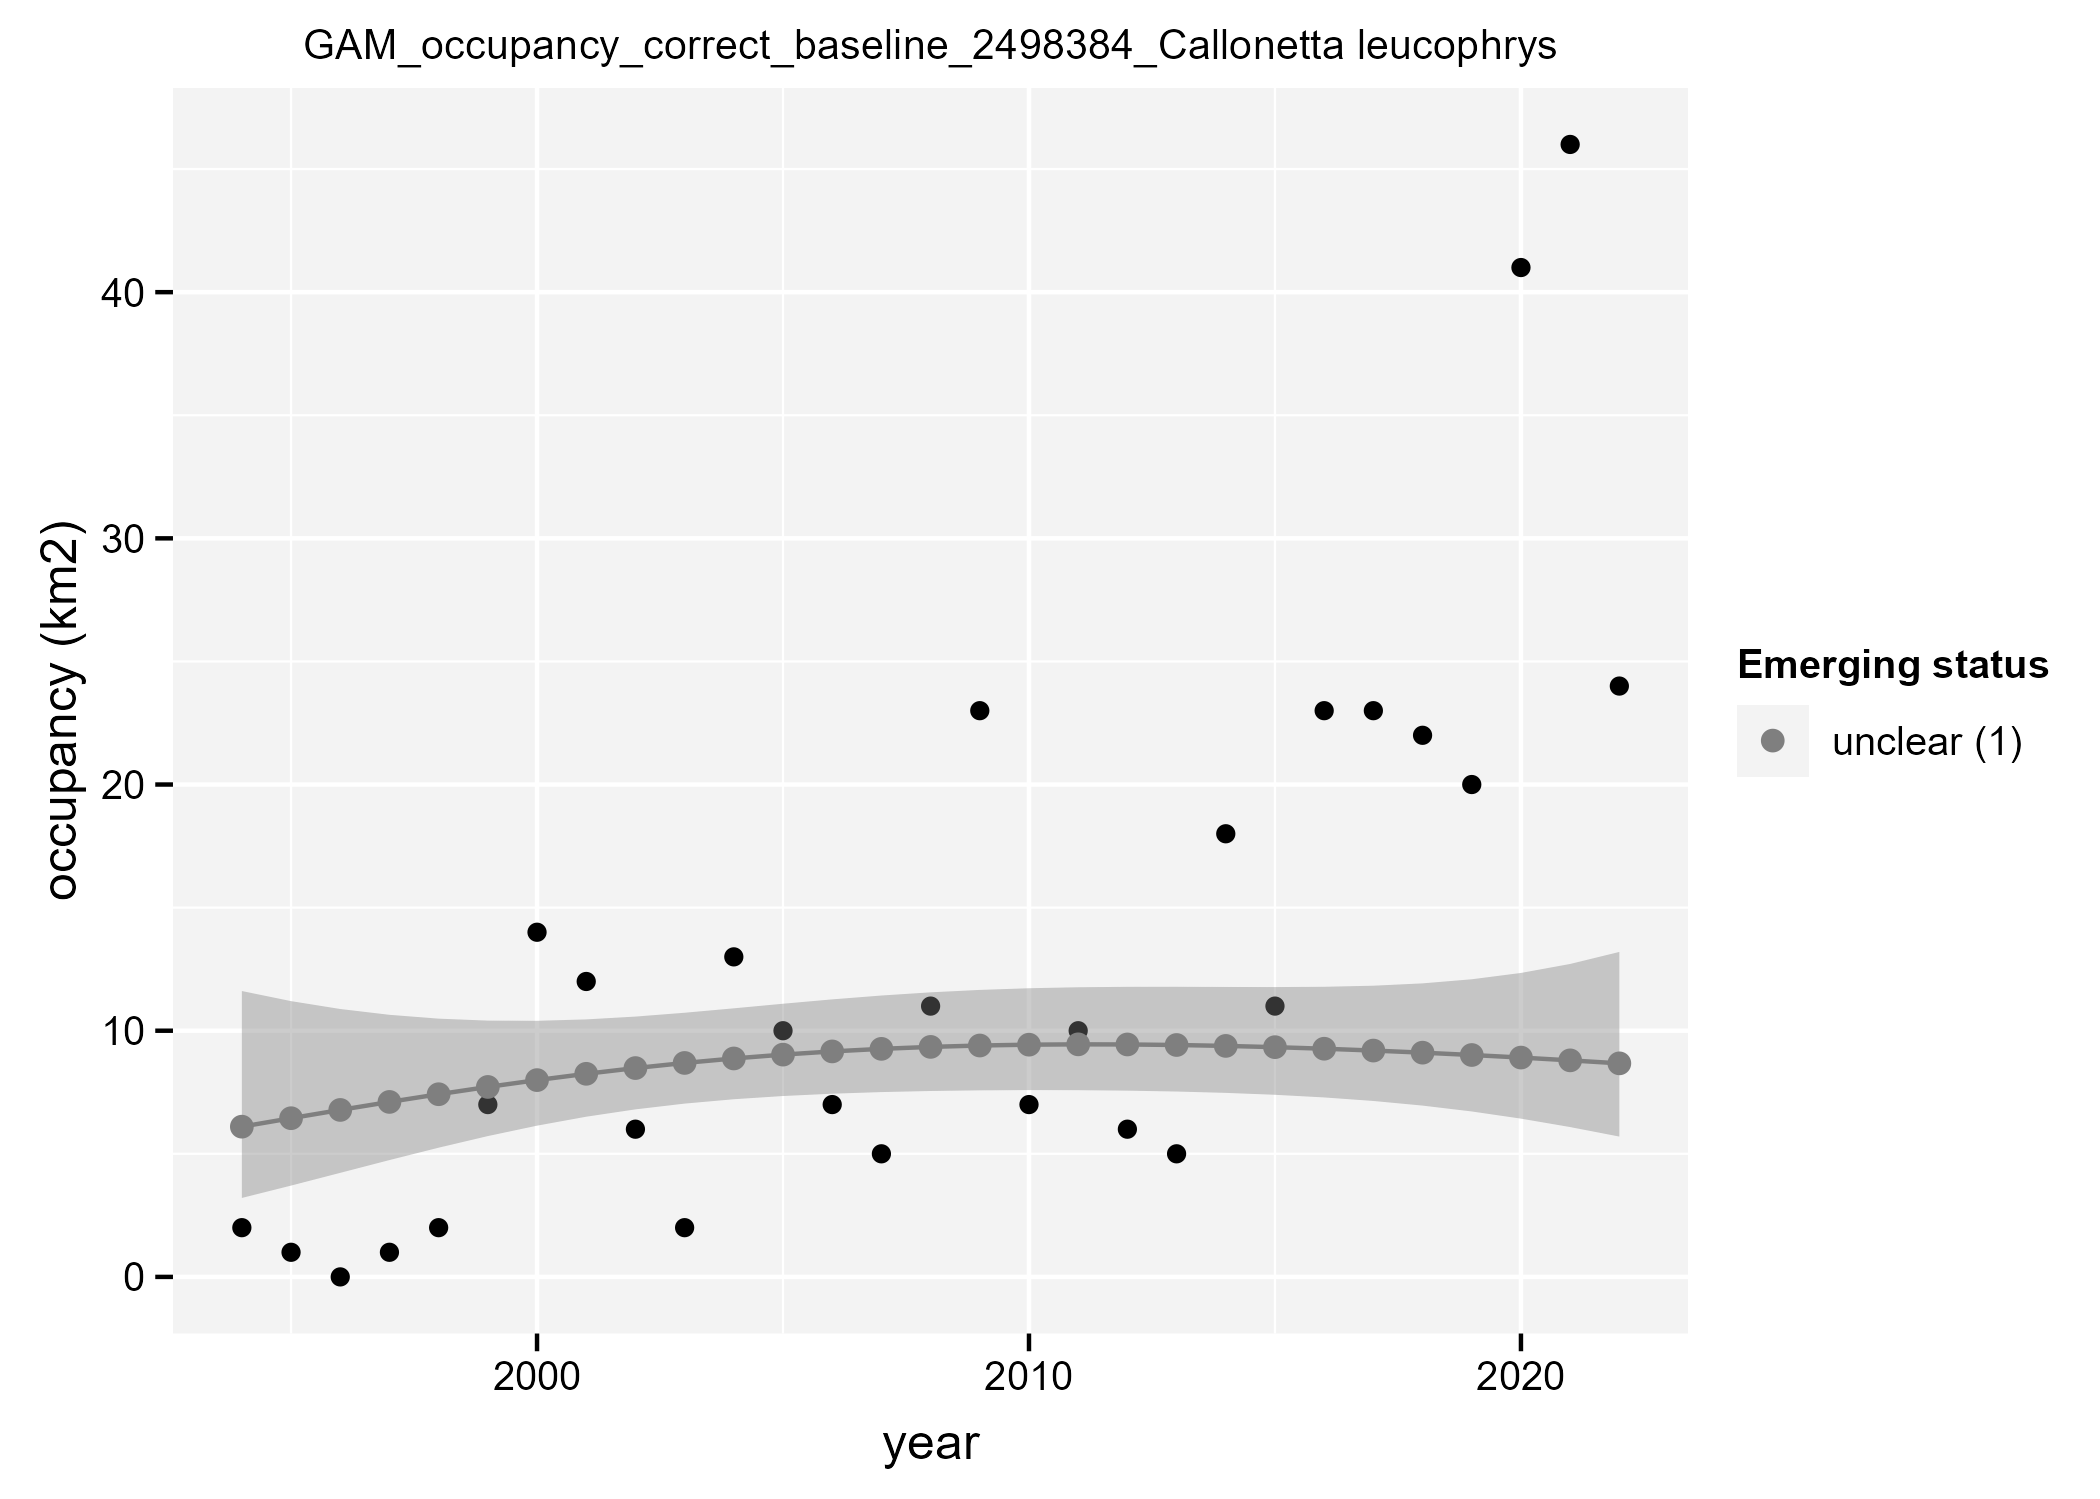 GAM_occupancy_correct_baseline_2498384_Callonetta leucophrys
occupancy (km2)
40
30
20
10
0
2000
2010
2020
year
Emerging status
unclear (1)